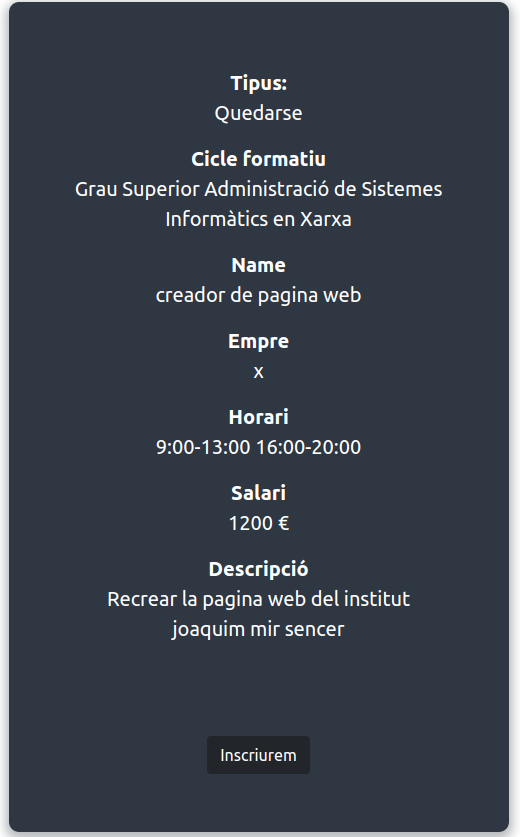 Tipus:
Quedarse
Cicle formatiu
Grau Superior Administració de Sistemes
Informàtics en Xarxa
Name
creador de pagina web
Empre
x
Horari
9:00-13:00 16:00-20:00
Salari
1200 €
Descripció
Recrear la pagina web del institut
joaquim mir sencer
Inscriurem